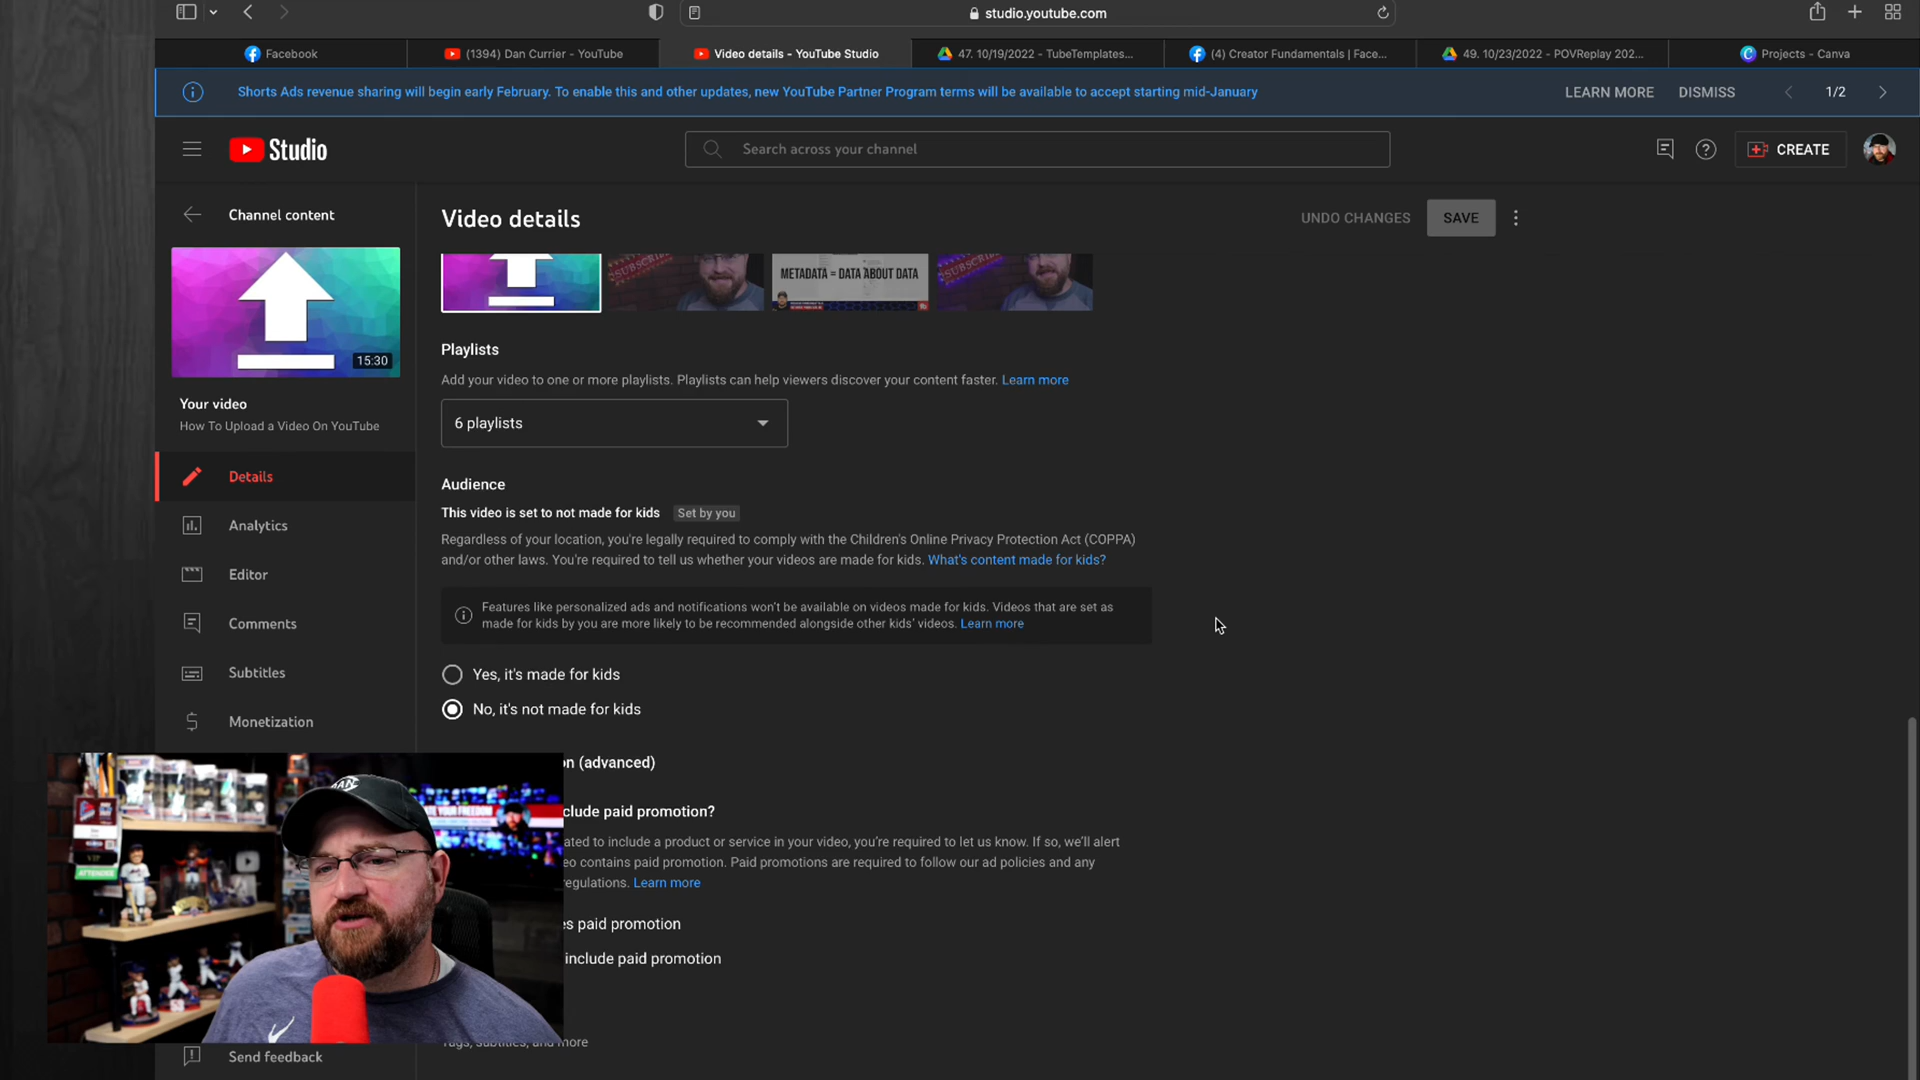 studio.youtube.com
Facebook
(1394) Dan Currier - YouTube
Video details - YouTube Studio
47. 10/19/2022 - TubeTemplates...
(4) Creator Fundamentals | Face...
49. 10/23/2022 - POVReplay 202...
Projects - Canva
Shorts Ads revenue sharing will begin early February. To enable this and other updates, new YouTube Partner Program terms will be available to accept starting mid-January
LEARN MORE
DISMISS
1/2
Studio
Search across your channel
CREATE
Channel content
Video details
UNDO CHANGES
SAVE
SUBSCRIBE
METADATA = DATA ABOUT DATA
SUBSCRIBE
15:30
Your video
How To Upload a Video On YouTube
Details
Analytics
Editor
Comments
Subtitles
Monetization
Send feedback
Playlists
Add your video to one or more playlists. Playlists can help viewers discover your content faster. Learn more
6 playlists
Audience
This video is set to not made for kids Set by you
Regardless of your location, you're legally required to comply with the Children's Online Privacy Protection Act (COPPA)
and/or other laws. You're required to tell us whether your videos are made for kids. What's content made for kids?
Features like personalized ads and notifications won't be available on videos made for kids. Videos that are set as
made for kids by you are more likely to be recommended alongside other kids' videos. Learn more
Yes, it's made for kids
No, it's not made for kids
on (advanced)
clude paid promotion?
ated to include a product or service in your video, you're required to let us know. If so, we'll alert
eo contains paid promotion. Paid promotions are required to follow our ad policies and any
egulations. Learn more
es paid promotion
include paid promotion
Tags, subtitles, and more
YOUR FREEDOM
VIP
ATTENDEE